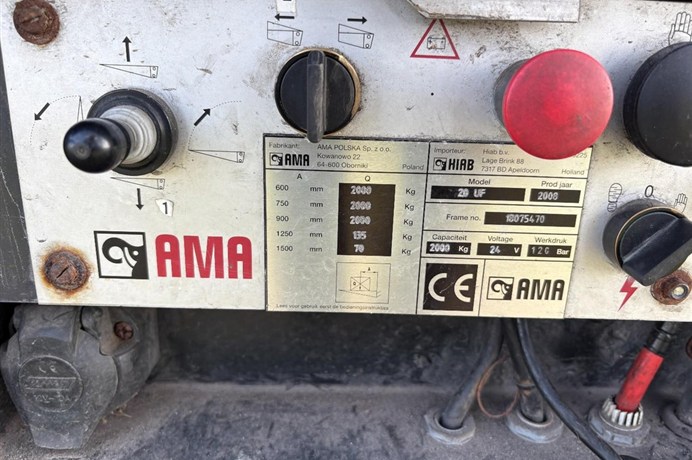 1
AMA
Fabrikant:
AMA POLSKA Sp. z o.o.
Kowanowo 22
64-600 Oborniki
Poland
AMA
A Q
600 mm 2000 Kg
750 mm 2000 Kg
900 mm 2000 Kg
1250 mm 135 Kg
1500 mm 70 Kg
A
Importeur:
Hiab b.v.
Lage Brink 88
7317 BD Apeldoorn
Holland
HIAB
Model Prod jaar
20 UF 2008
Frame no. 18075470
Capaciteit Voltage Werkdruk
2000 Kg 24 V 120 Bar
CE
AMA